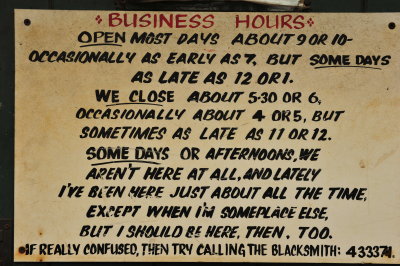 BUSINESS HOURS
OPEN MOST DAYS ABOUT 9 OR 10-
OCCASIONALLY AS EARLY AS 7, BUT SOME DAYS
AS LATE AS 12 OR 1.
WE CLOSE ABOUT 5-30 OR 6,
OCCASIONALLY ABOUT 4 OR 5, BUT
SOMETIMES AS LATE AS 11 OR 12.
SOME DAYS OR AFTERNOONS, WE
AREN'T HERE AT ALL, AND LATELY
I'VE BEEN HERE JUST ABOUT ALL THE TIME,
EXCEPT WHEN I'M SOMEPLACE ELSE,
BUT I SHOULD BE HERE, THEN. TOO.
IF REALLY CONFUSED, THEN TRY CALLING THE BLACKSMITH: 433371.